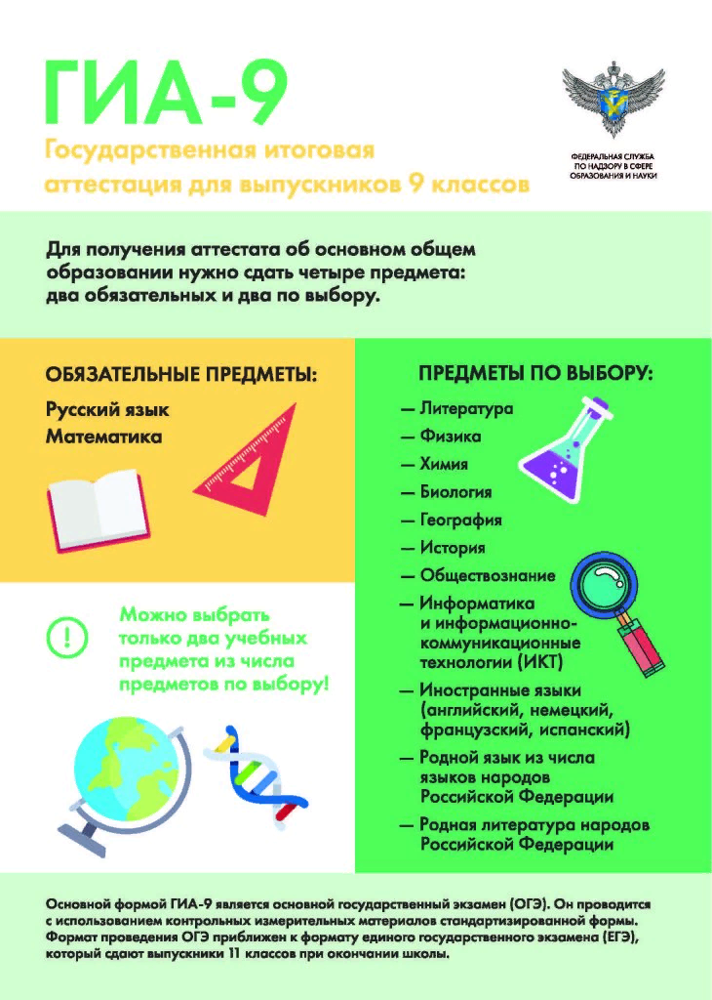 ГИА-9
Государственная итоговая
аттестация для выпускников 9 классов
ФЕДЕРАЛЬНАЯ СЛУЖБА
ПО НАДЗОРУ В СФЕРЕ
ОБРАЗОВАНИЯ И НАУКИ
Для получения аттестата об основном общем
образовании нужно сдать четыре предмета:
два обязательных и два по выбору.
ОБЯЗАТЕЛЬНЫЕ ПРЕДМЕТЫ:
Русский язык
Математика
Можно выбрать
только два учебных
предмета из числа
предметов по выбору!
ПРЕДМЕТЫ ПО ВЫБОРУ:
— Литература
— Физика
— Химия
— Биология
— География
— История
— Обществознание
— Информатика
и информационно-
коммуникационные
технологии (ИКТ)
— Иностранные языки
(английский, немецкий,
французский, испанский)
— Родной язык из числа
языков народов
Российской Федерации
— Родная литература народов
Российской Федерации
Основной формой ГИА-9 является основной государственный экзамен (ОГЭ). Он проводится
с использованием контрольных измерительных материалов стандартизированной формы.
Формат проведения ОГЭ приближен к формату единого государственного экзамена (ЕГЭ),
который сдают выпускники 11 классов при окончании школы.